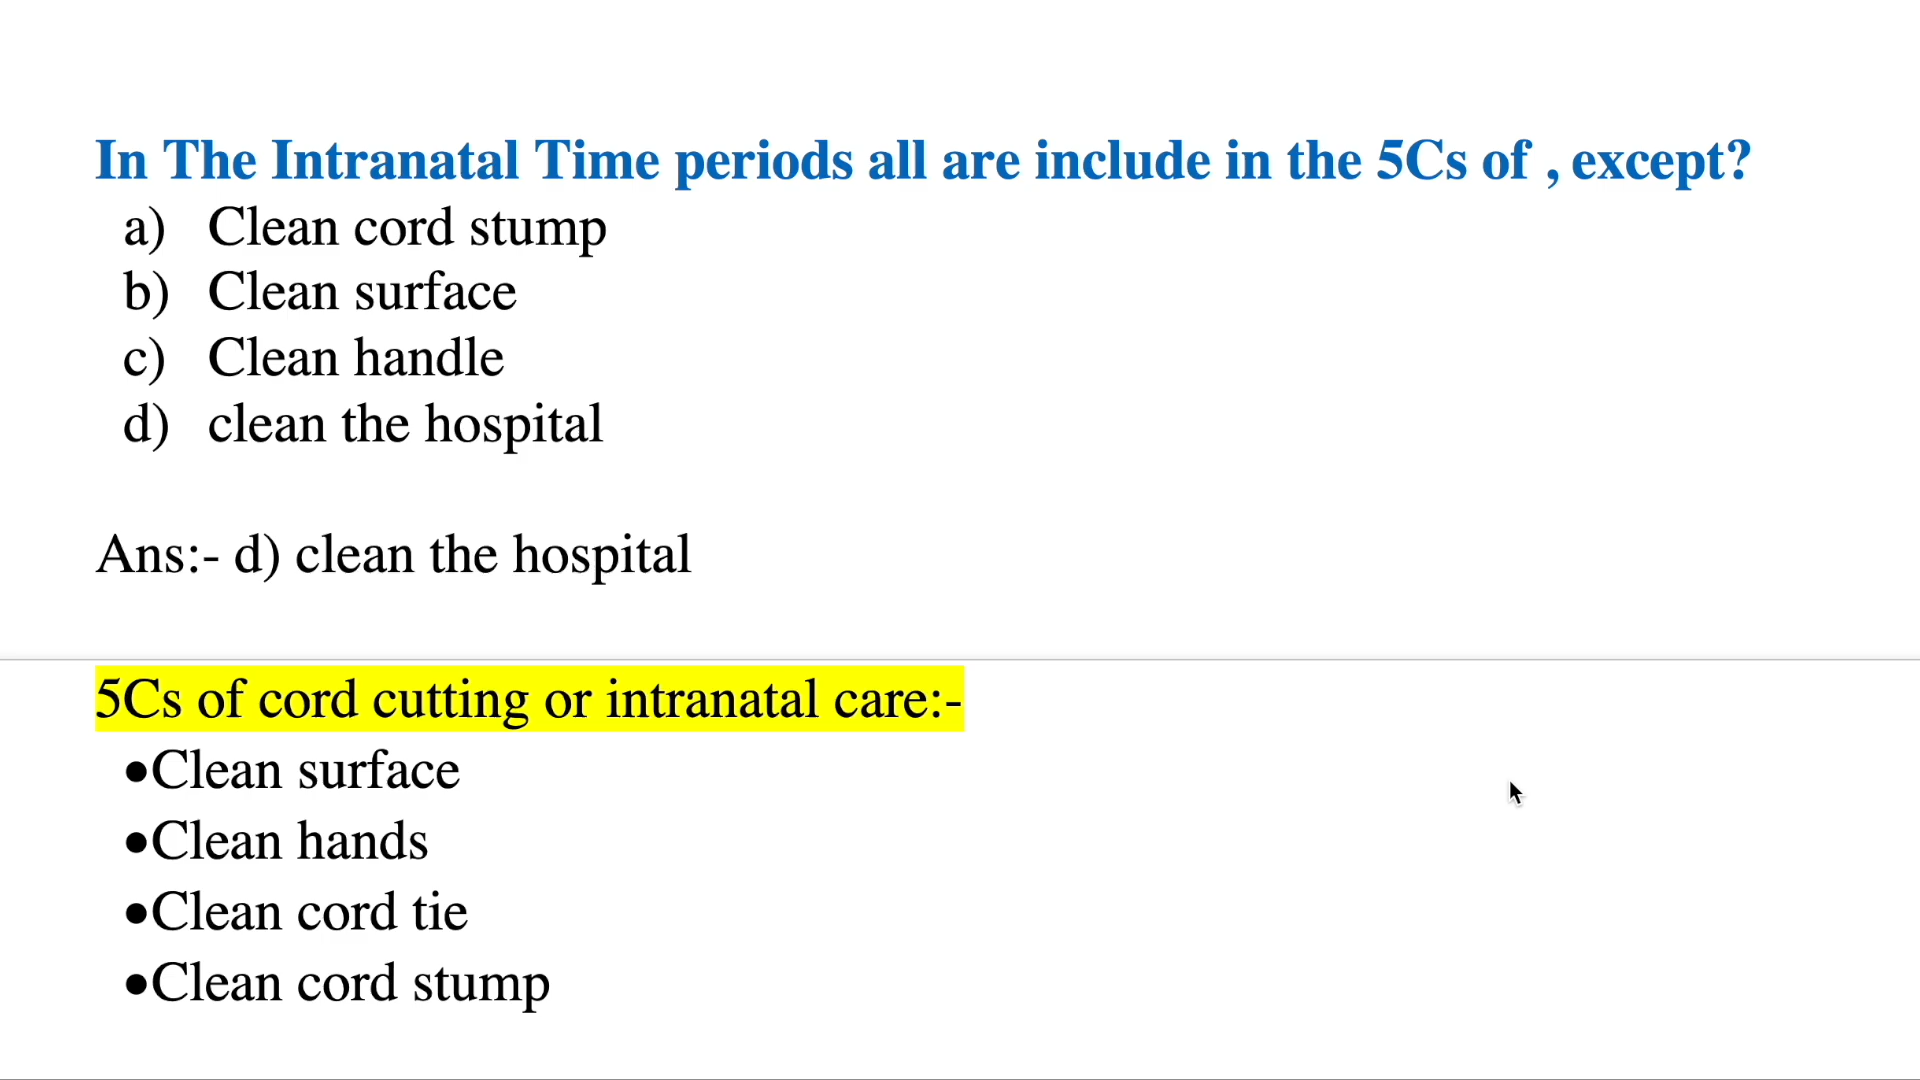 In The Intranatal Time periods all are include in the 5Cs of , except?
a) Clean cord stump
b) Clean surface
c) Clean handle
d) clean the hospital
Ans:- d) clean the hospital
5Cs of cord cutting or intranatal care:-
•Clean surface
•Clean hands
•Clean cord tie
•Clean cord stump